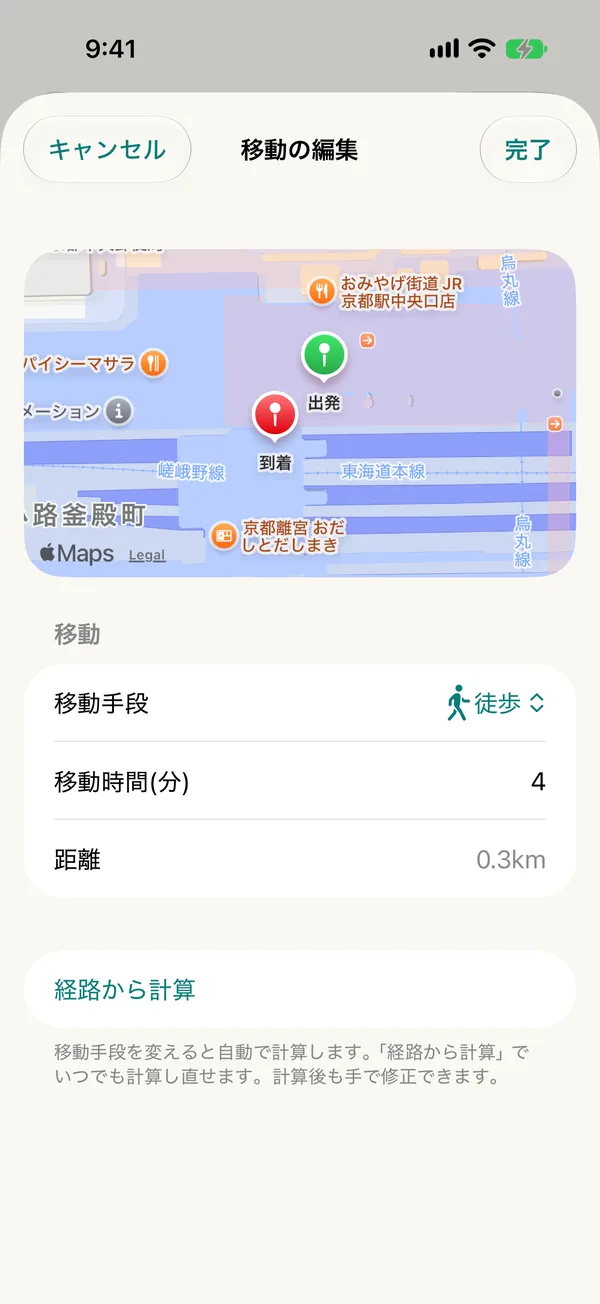 9:41
キャンセル
移動の編集
完了
おみやげ街道 JR
京都駅中央口店
烏丸線
パイシーマサラ
出発
メーション
到着
嵯峨野線
東海道本線
路釜殿町
京都離宮 おだ
しとだしまき
烏丸線
Maps
Legal
移動
移動手段
徒歩
移動時間(分)
4
距離
0.3km
経路から計算
移動手段を変えると自動で計算します。「経路から計算」で
いつでも計算し直せます。計算後も手で修正できます。